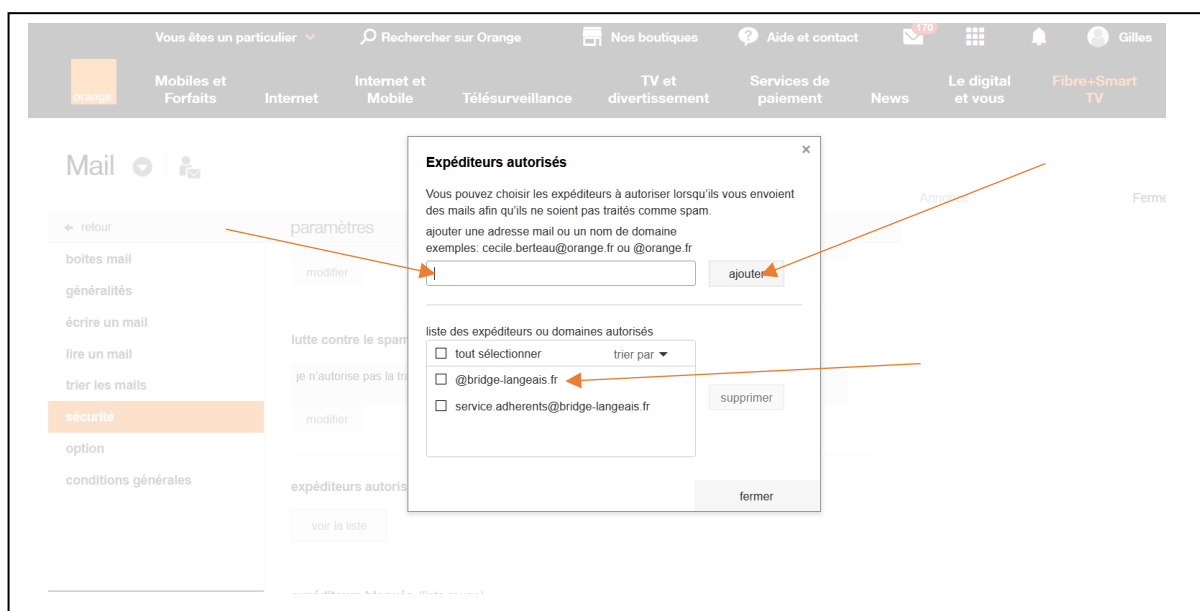 Vous êtes un particulier
Rechercher sur Orange
Nos boutiques
Aide et contact
170
Gilles
orange
Mobiles et Forfaits
Internet
Internet et Mobile
Télésurveillance
TV et divertissement
Services de paiement
News
Le digital et vous
Fibre+Smart TV
Mail
Ferme
retour
boîtes mail
généralités
écrire un mail
lire un mail
trier les mails
sécurité
option
conditions générales
paramètres
modifier
lutte contre le spam
je n'autorise pas la tra
modifier
expéditeurs autoris
voir la liste
Expéditeurs autorisés
×
Vous pouvez choisir les expéditeurs à autoriser lorsqu'ils vous envoient
des mails afin qu'ils ne soient pas traités comme spam.
ajouter une adresse mail ou un nom de domaine
exemples: cecile.berteau@orange.fr ou @orange.fr
ajouter
liste des expéditeurs ou domaines autorisés
tout sélectionner
trier par
@bridge-langeais.fr
service.adherents@bridge-langeais.fr
supprimer
fermer